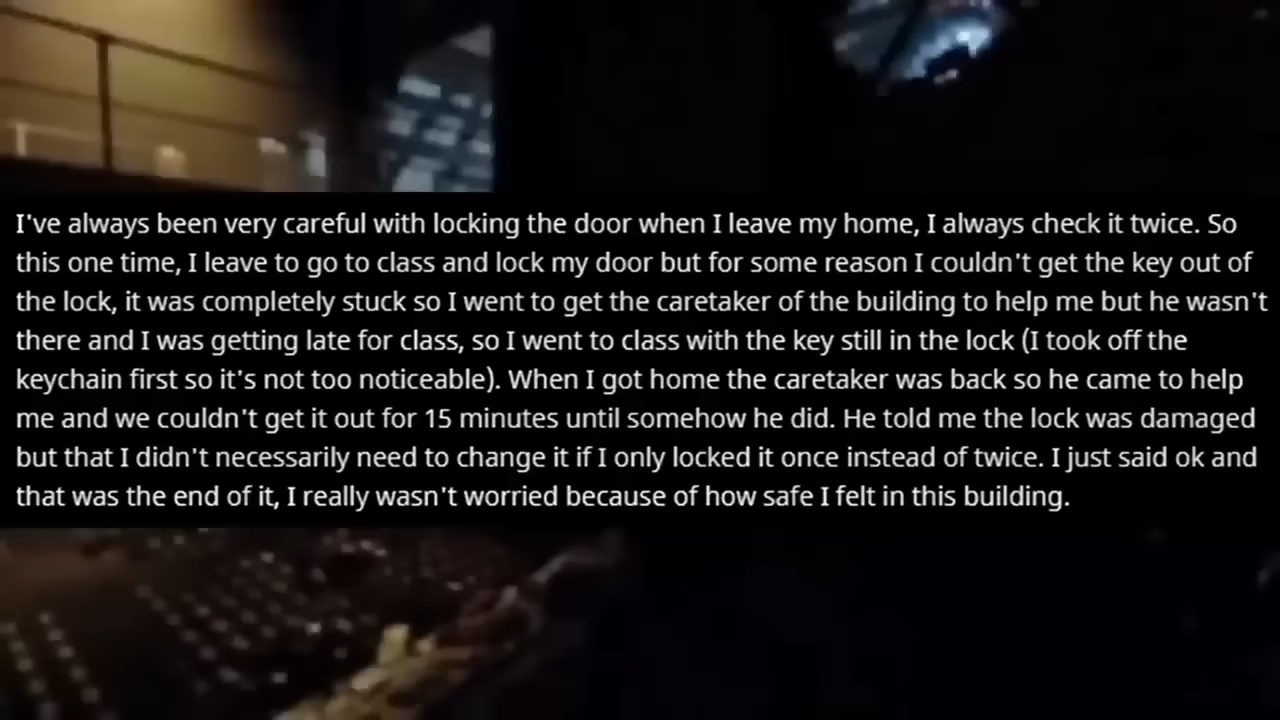 I've always been very careful with locking the door when I leave my home, I always check it twice. So
this one time, I leave to go to class and lock my door but for some reason I couldn't get the key out of
the lock, it was completely stuck so I went to get the caretaker of the building to help me but he wasn't
there and I was getting late for class, so I went to class with the key still in the lock (I took off the
keychain first so it's not too noticeable). When I got home the caretaker was back so he came to help
me and we couldn't get it out for 15 minutes until somehow he did. He told me the lock was damaged
but that I didn't necessarily need to change it if I only locked it once instead of twice. I just said ok and
that was the end of it, I really wasn't worried because of how safe I felt in this building.